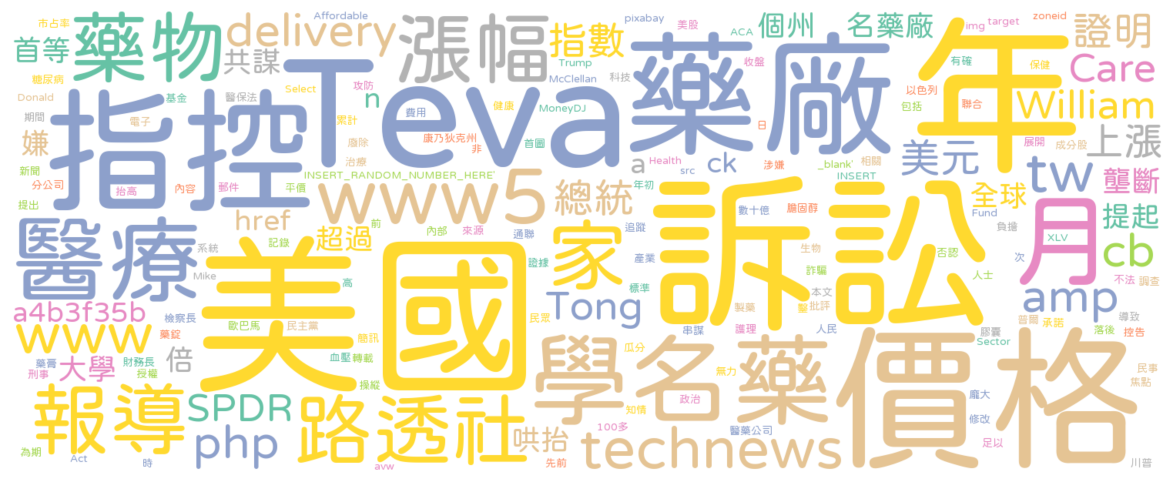 市占率
Affordable
pixabay
美股
img
target
zoneid
首等
藥物
delivery
漲幅
指數
Trump
ACA
個州
名藥廠
有確
證明
共謀
McClellan
科技
收盤
保健
糖尿病
Care
Donald
基金
醫保法
Select
攻防
n
健康
MoneyDJ
以色列
William
期間
電子
累計
費用
包括
聯合
指控
Teva
藥廠
年
嫌
康乃狄克州
首圖
日
展開
上漲
新聞
廢除
非
涉嫌
成分股
治療
a
Health
ck
_blank'
相關
美元
分公司
抬高
內容
郵件
平價
INSERT_RANDOM_NUMBER_HERE'
年初
src
INSERT
tw
壟斷
提出
www5
總統
數十億
膽固醇
全球
Fund
href
前
追蹤
負擔
月
提起
醫療
超過
內部
來源
通聯
家
訴訟
記錄
XLV
系統
證據
產業
生物
否認
次
cb
Mike
高
標準
詐騙
人士
不法
調查
美國
Tong
本文
amp
a4b3f35b
製藥
批評
檢察長
歐巴馬
民主黨
簡訊
民眾
串謀
護理
人民
膠囊
普爾
承諾
導致
www
藥錠
落後
控告
藥膏
大學
財務長
倍
血壓
轉載
學名藥
瓜分
無力
價格
Sector
民事
刑事
授權
操縱
焦點
報導
SPDR
路透社
政治
龐大
知情
修改
php
哄抬
100多
醫藥公司
足以
technews
為期
Act
時
avw
先前
川普